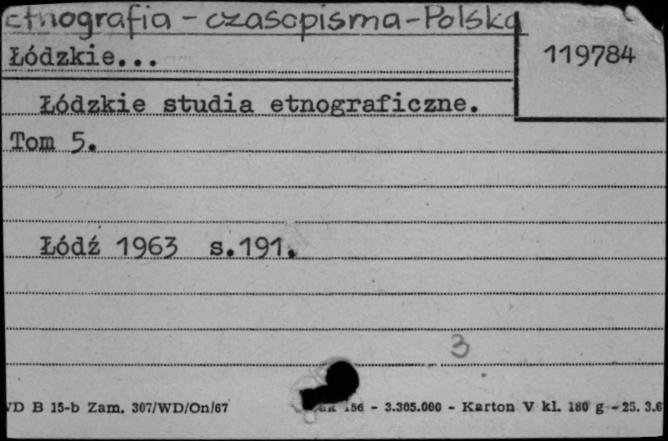 etnografia - czasopisma - Polska
Łódzkie...
119784
Łódzkie studia etnograficzne.
Tom 5.
Łódź 1963 s.191.
3
D B 15-b Zam. 307/WD/On/67
156 - 3.305.000 - Karton V kl. 180 g - 25. 3.6